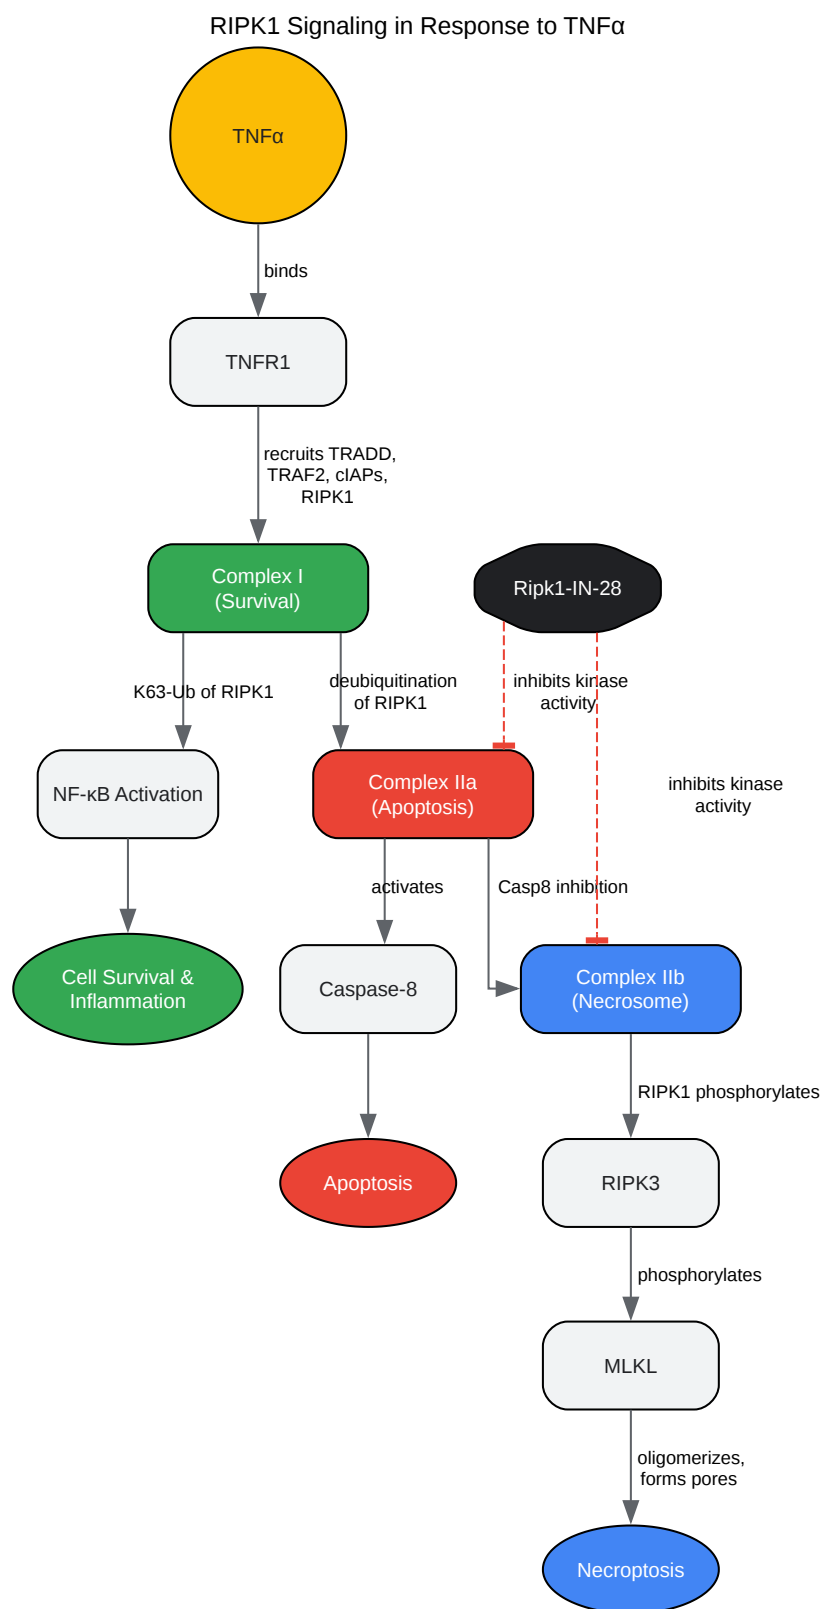 RIPK1 Signaling in Response to TNFα
TNFα
binds
TNFR1
recruits TRADD,
TRAF2, cIAPs,
RIPK1
Complex I
(Survival)
Ripk1-IN-28
K63-Ub of RIPK1
deubiquitination
of RIPK1
inhibits kinase
activity
NF-κB Activation
Complex IIa
(Apoptosis)
inhibits kinase
activity
activates
Casp8 inhibition
Cell Survival &
Inflammation
Caspase-8
Complex IIb
(Necrosome)
RIPK1 phosphorylates
Apoptosis
RIPK3
phosphorylates
MLKL
oligomerizes,
forms pores
Necroptosis